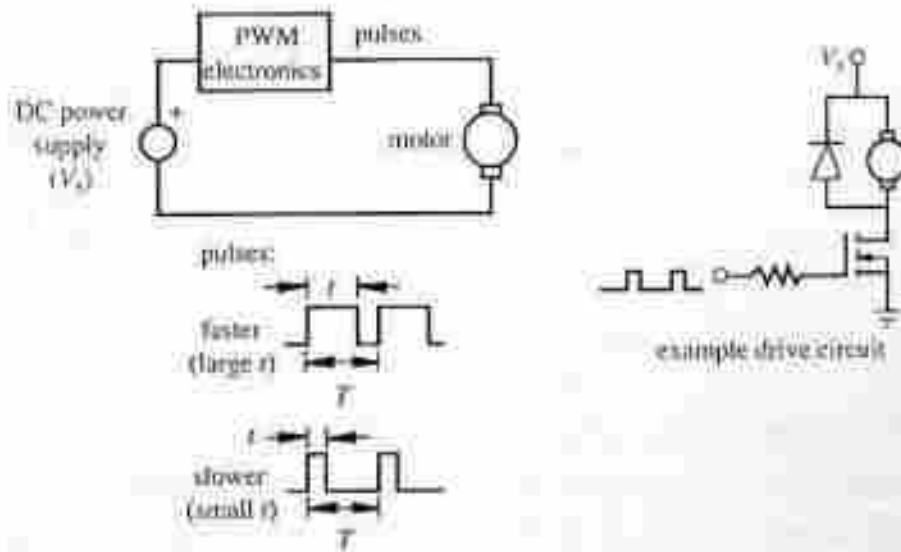 PWM
electronics
pulses
DC power
supply
(Vs)
+
motor
pulses:
t
faster
(large t)
T
t
slower
(small t)
T
Vs
example drive circuit